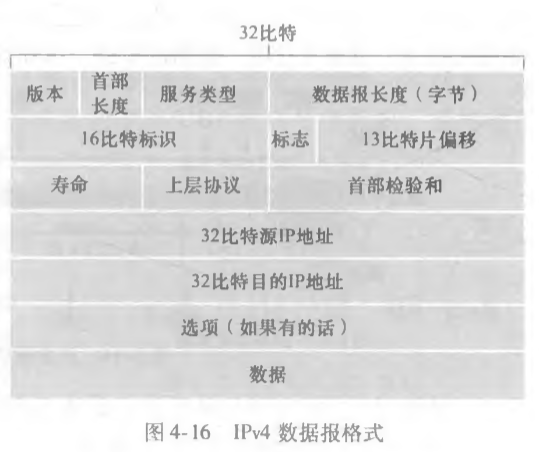 32比特
版本 首部长度 服务类型 数据报长度（字节）
16比特标识 标志 13比特片偏移
寿命 上层协议 首部检验和
32比特源IP地址
32比特目的IP地址
选项（如果有的话）
数据
图4-16 IPv4 数据报格式